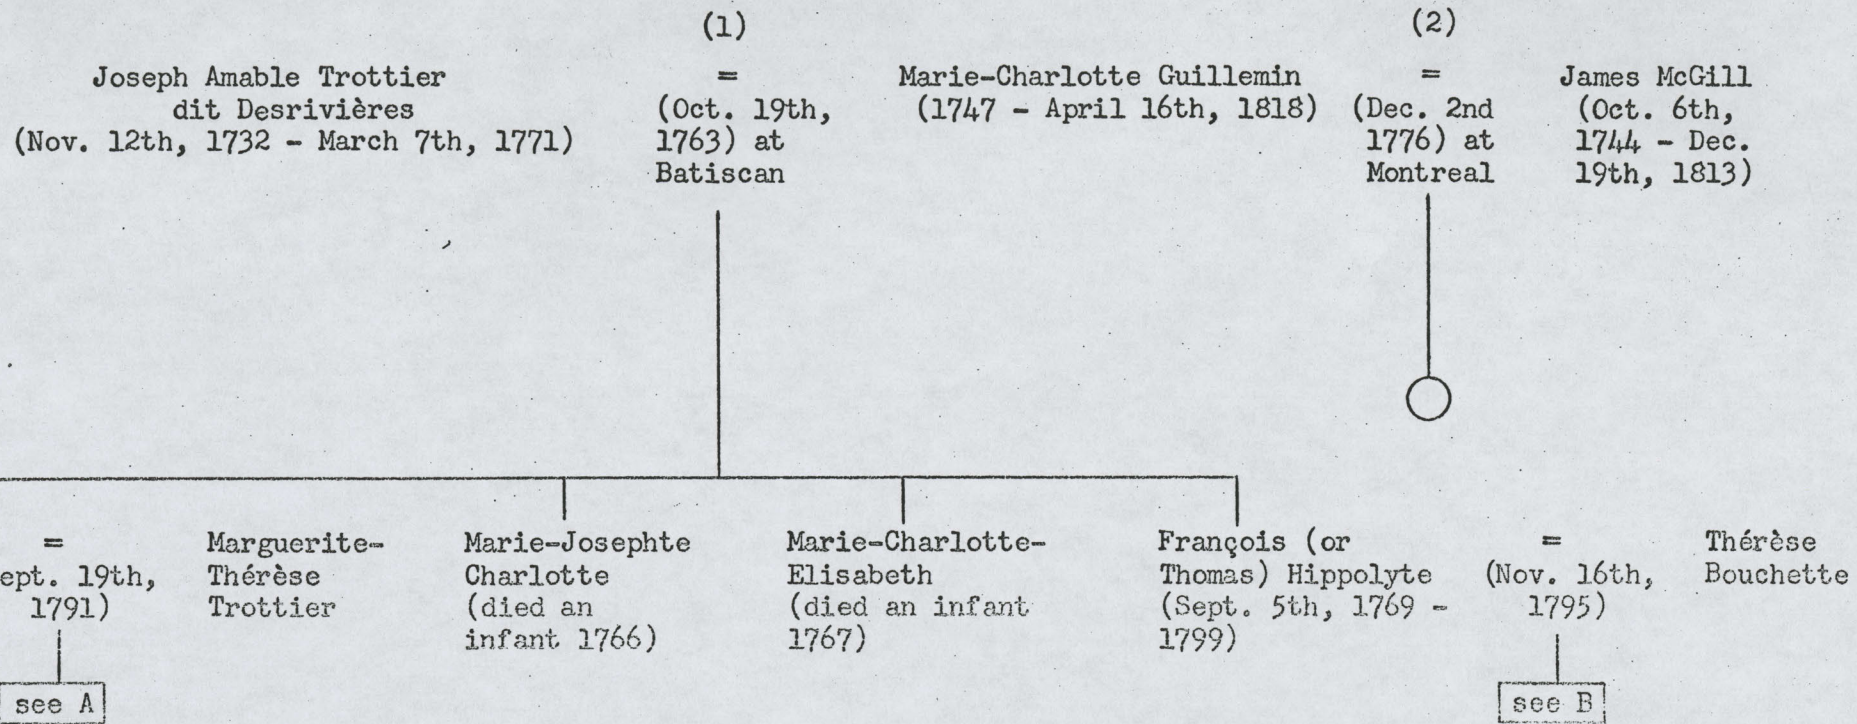 (1)
(2)
Joseph Amable Trottier
dit Desrivières
(Nov. 12th, 1732 - March 7th, 1771)
=
(Oct. 19th,
1763) at
Batiscan
Marie-Charlotte Guillemin
(1747 - April 16th, 1818)
=
(Dec. 2nd
1776) at
Montreal
James McGill
(Oct. 6th,
1744 - Dec.
19th, 1813)
=
ept. 19th,
1791)
see A
Marguerite-
Thérèse
Trottier
Marie-Josephte
Charlotte
(died an
infant 1766)
Marie-Charlotte-
Elisabeth
(died an infant
1767)
François (or
Thomas) Hippolyte
(Sept. 5th, 1769 -
1799)
=
(Nov. 16th,
1795)
see B
Thérèse
Bouchette